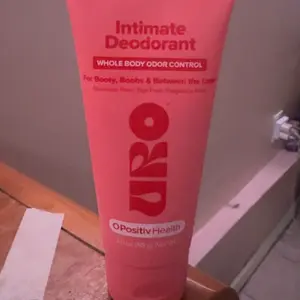 Intimate
Deodorant
WHOLE BODY ODOR CONTROL
For Booty, Boobs & Between the Legs
URO
OPositiv Health